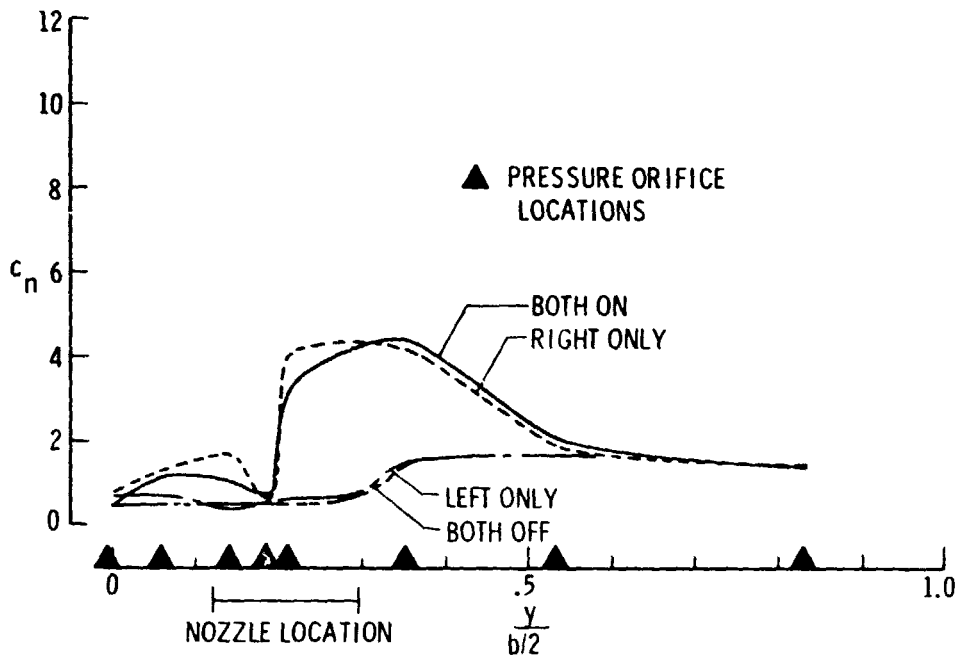 12
10
8
6
4
2
0
c n
PRESSURE ORIFICE
LOCATIONS
BOTH ON
RIGHT ONLY
LEFT ONLY
BOTH OFF
0
.5
1.0
NOZZLE LOCATION
y
b/2